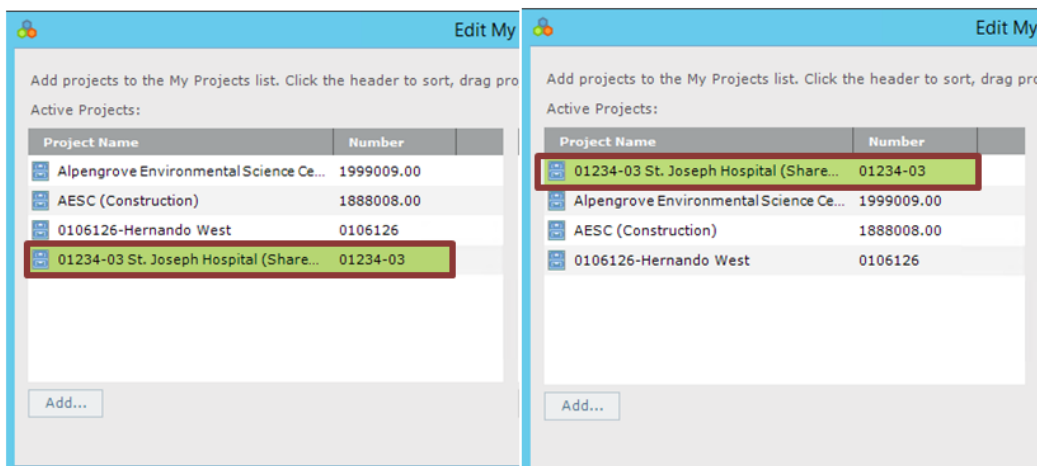 Edit My
Add projects to the My Projects list. Click the header to sort, drag pro
Active Projects:
Project Name Number
Alpengrove Environmental Science Ce... 1999009.00
AESC (Construction) 1888008.00
0106126-Hernando West 0106126
01234-03 St. Joseph Hospital (Share... 01234-03
Add...
Edit My
Add projects to the My Projects list. Click the header to sort, drag pro
Active Projects:
Project Name Number
01234-03 St. Joseph Hospital (Share... 01234-03
Alpengrove Environmental Science Ce... 1999009.00
AESC (Construction) 1888008.00
0106126-Hernando West 0106126
Add...